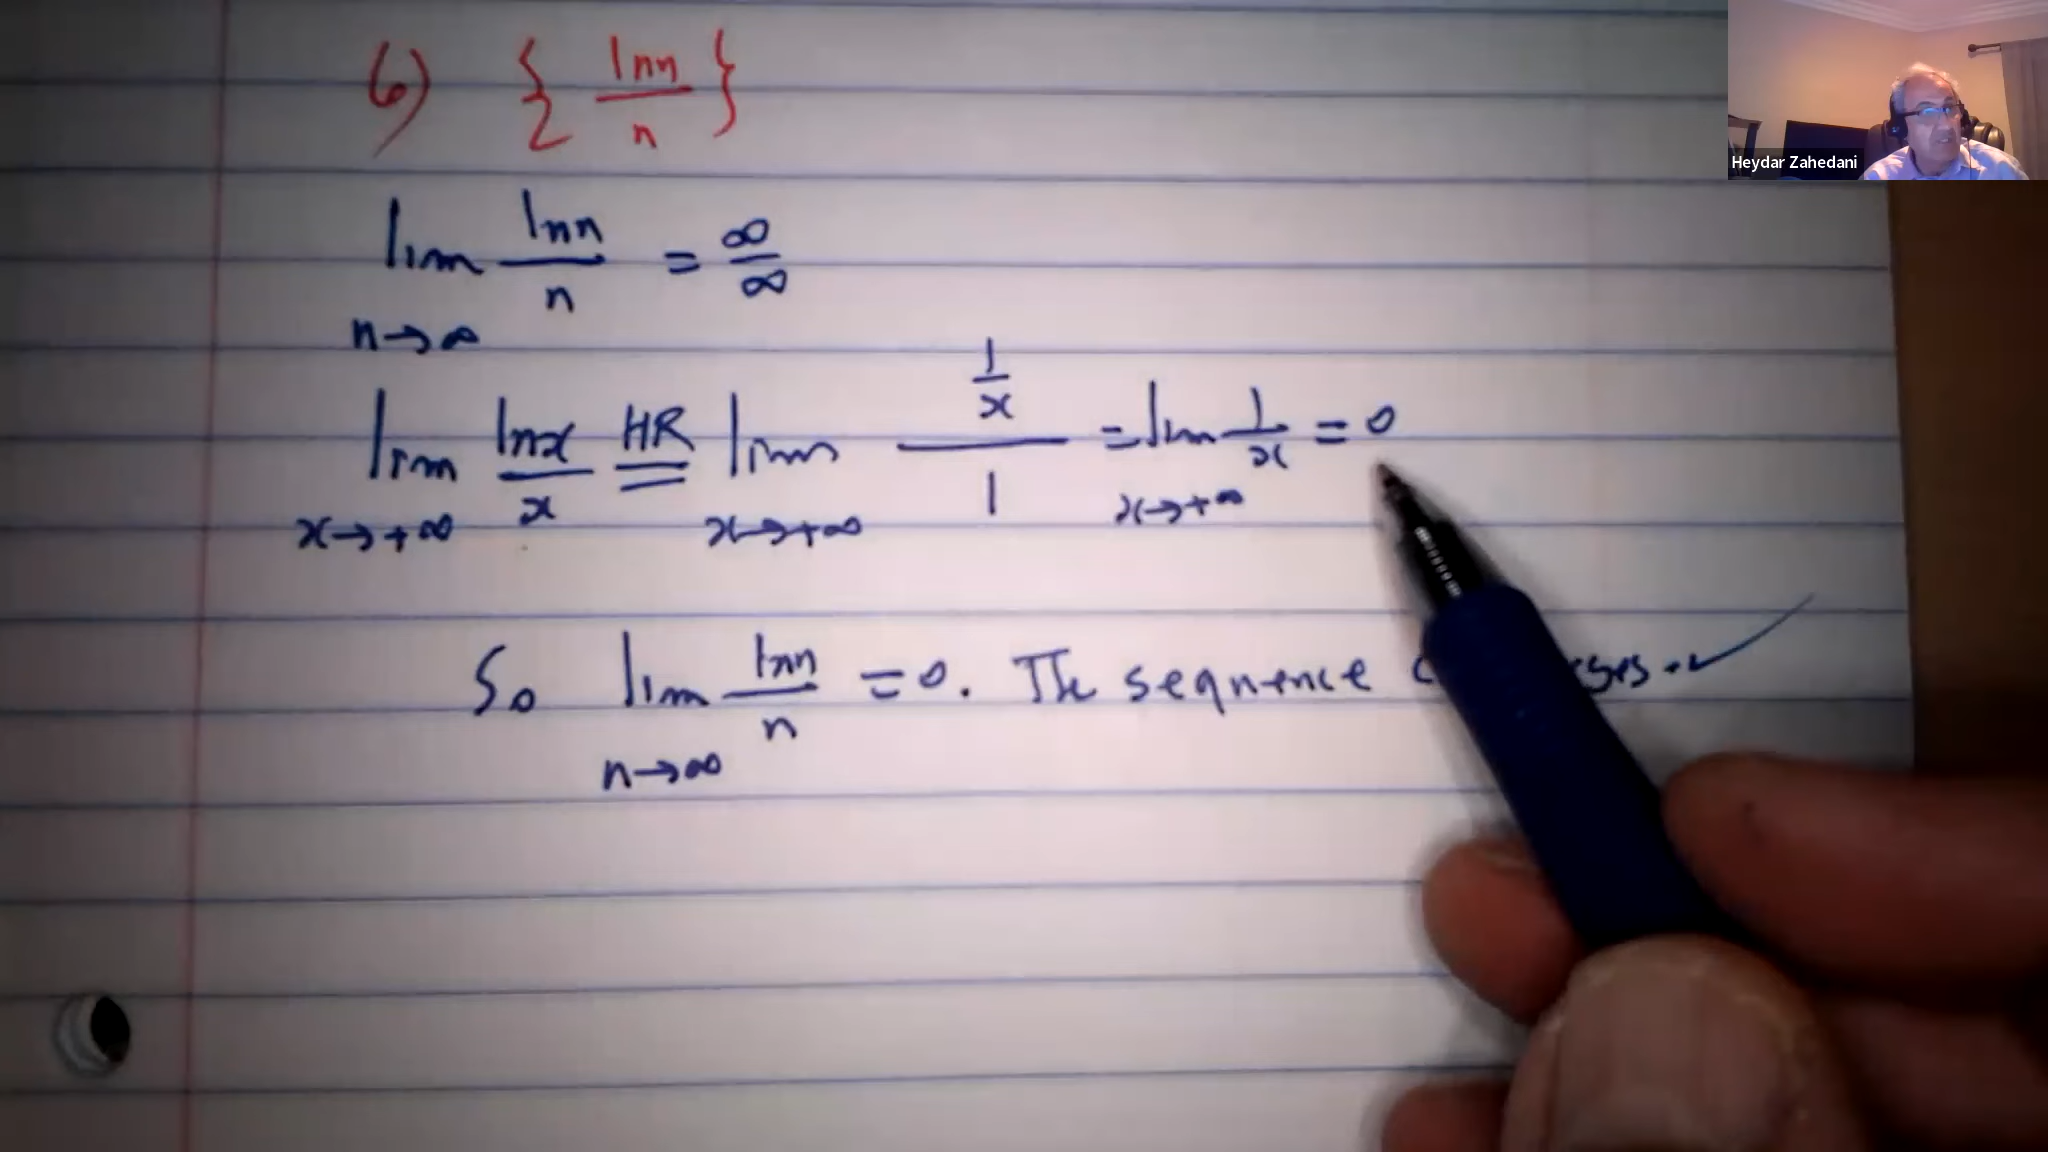 6) { ln n / n }
Heydar Zahedani
lim n→∞ ln n / n = ∞/∞
lim x→+∞ ln x / x HR= lim x→+∞ (1/x) / 1 = lim x→+∞ 1/x = 0
So lim n→∞ ln n / n = 0. The sequence